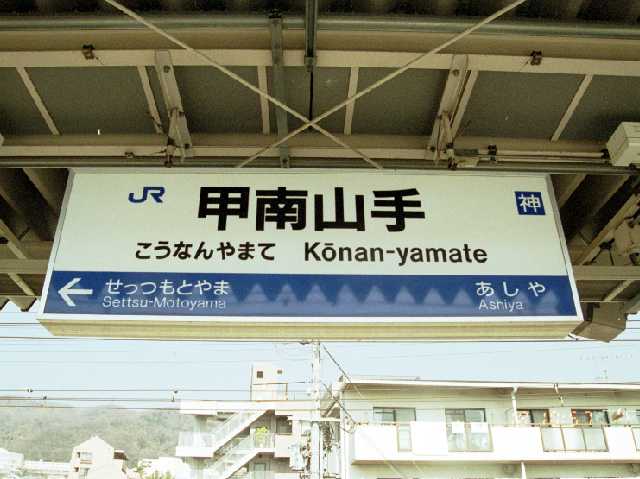 JR 甲南山手 神
こうなんやまて Kōnan-yamate
せっつもとやま あしや
Settsu-Motoyama Ashiya